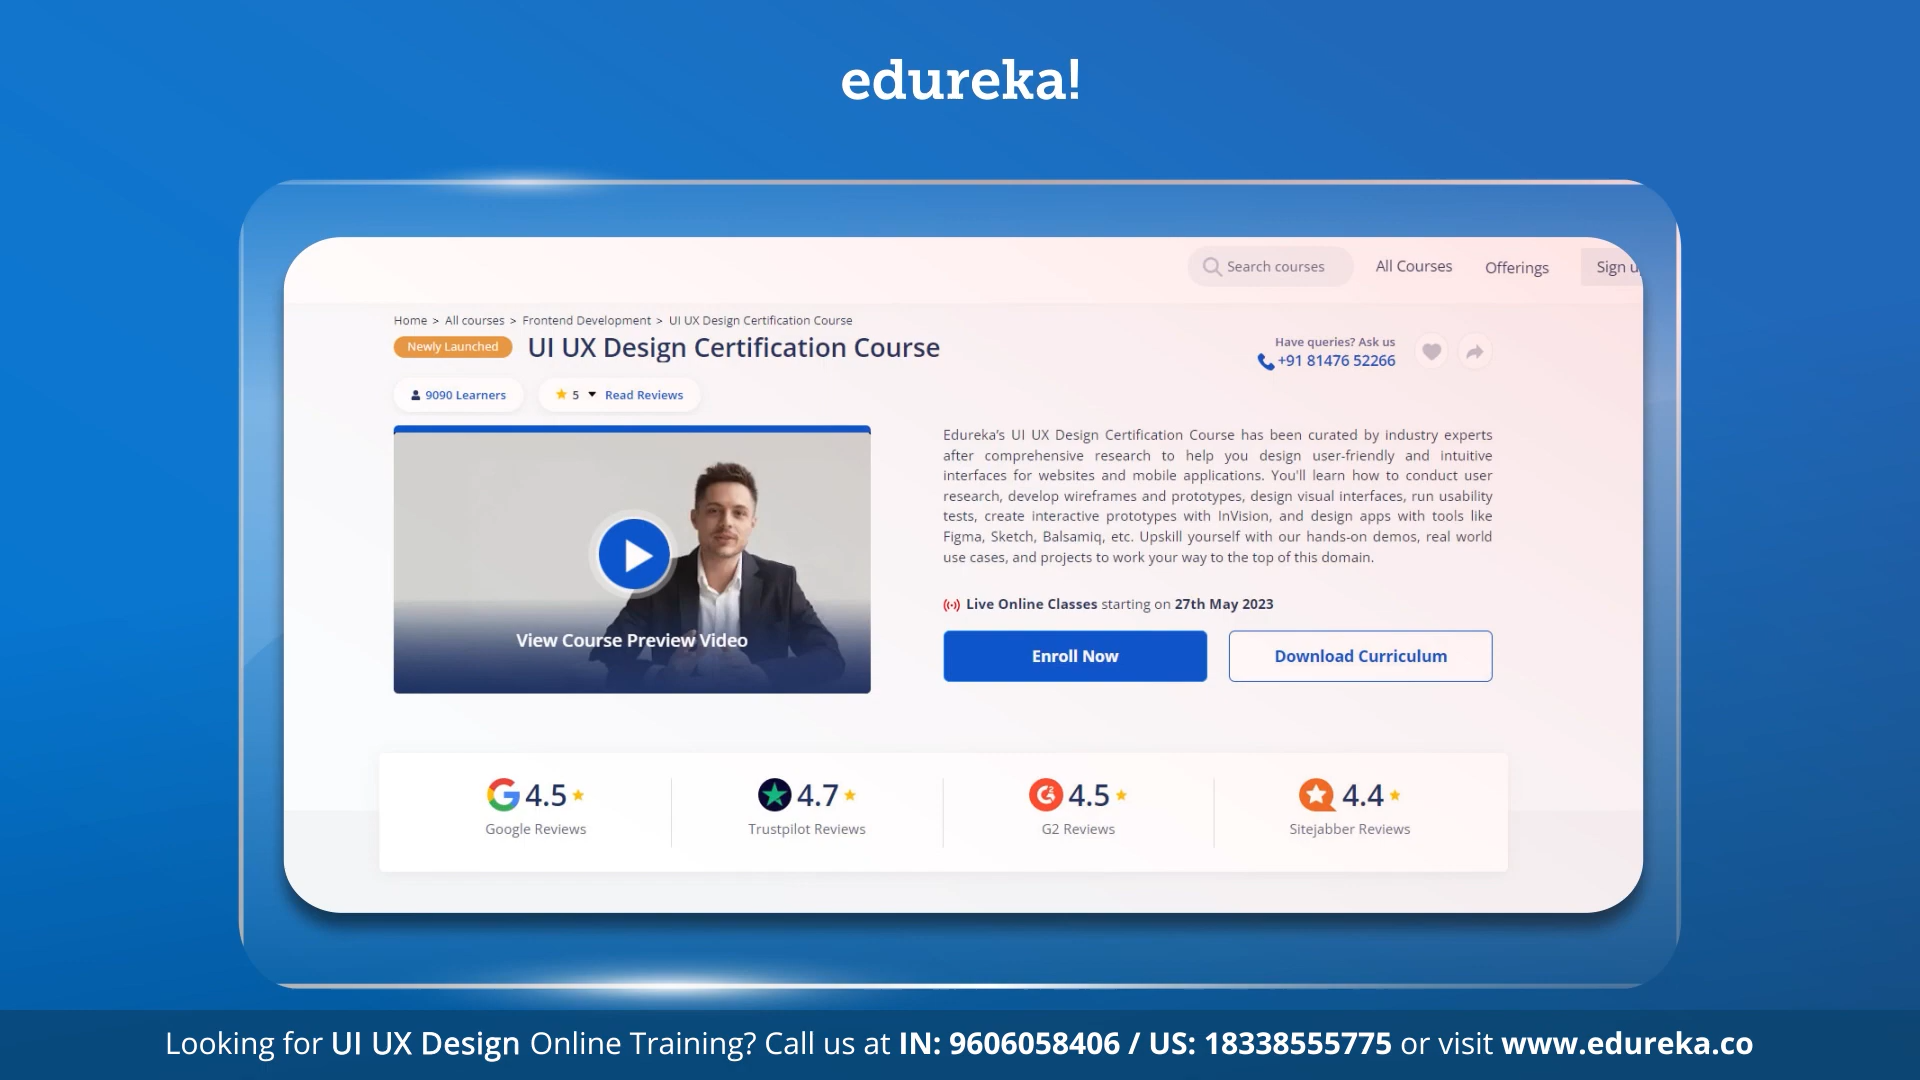 edureka!
Search courses
All Courses
Offerings
Sign u
Home > All courses > Frontend Development > UI UX Design Certification Course
Newly Launched
UI UX Design Certification Course
Have queries? Ask us
+91 81476 52266
9090 Learners
5
Read Reviews
Edureka's UI UX Design Certification Course has been curated by industry experts
after comprehensive research to help you design user-friendly and intuitive
interfaces for websites and mobile applications. You'll learn how to conduct user
research, develop wireframes and prototypes, design visual interfaces, run usability
tests, create interactive prototypes with InVision, and design apps with tools like
Figma, Sketch, Balsamiq, etc. Upskill yourself with our hands-on demos, real world
use cases, and projects to work your way to the top of this domain.
View Course Preview Video
Live Online Classes starting on 27th May 2023
Enroll Now
Download Curriculum
4.5
Google Reviews
4.7
Trustpilot Reviews
4.5
G2 Reviews
4.4
Sitejabber Reviews
Looking for UI UX Design Online Training? Call us at IN: 9606058406 / US: 18338555775 or visit www.edureka.co